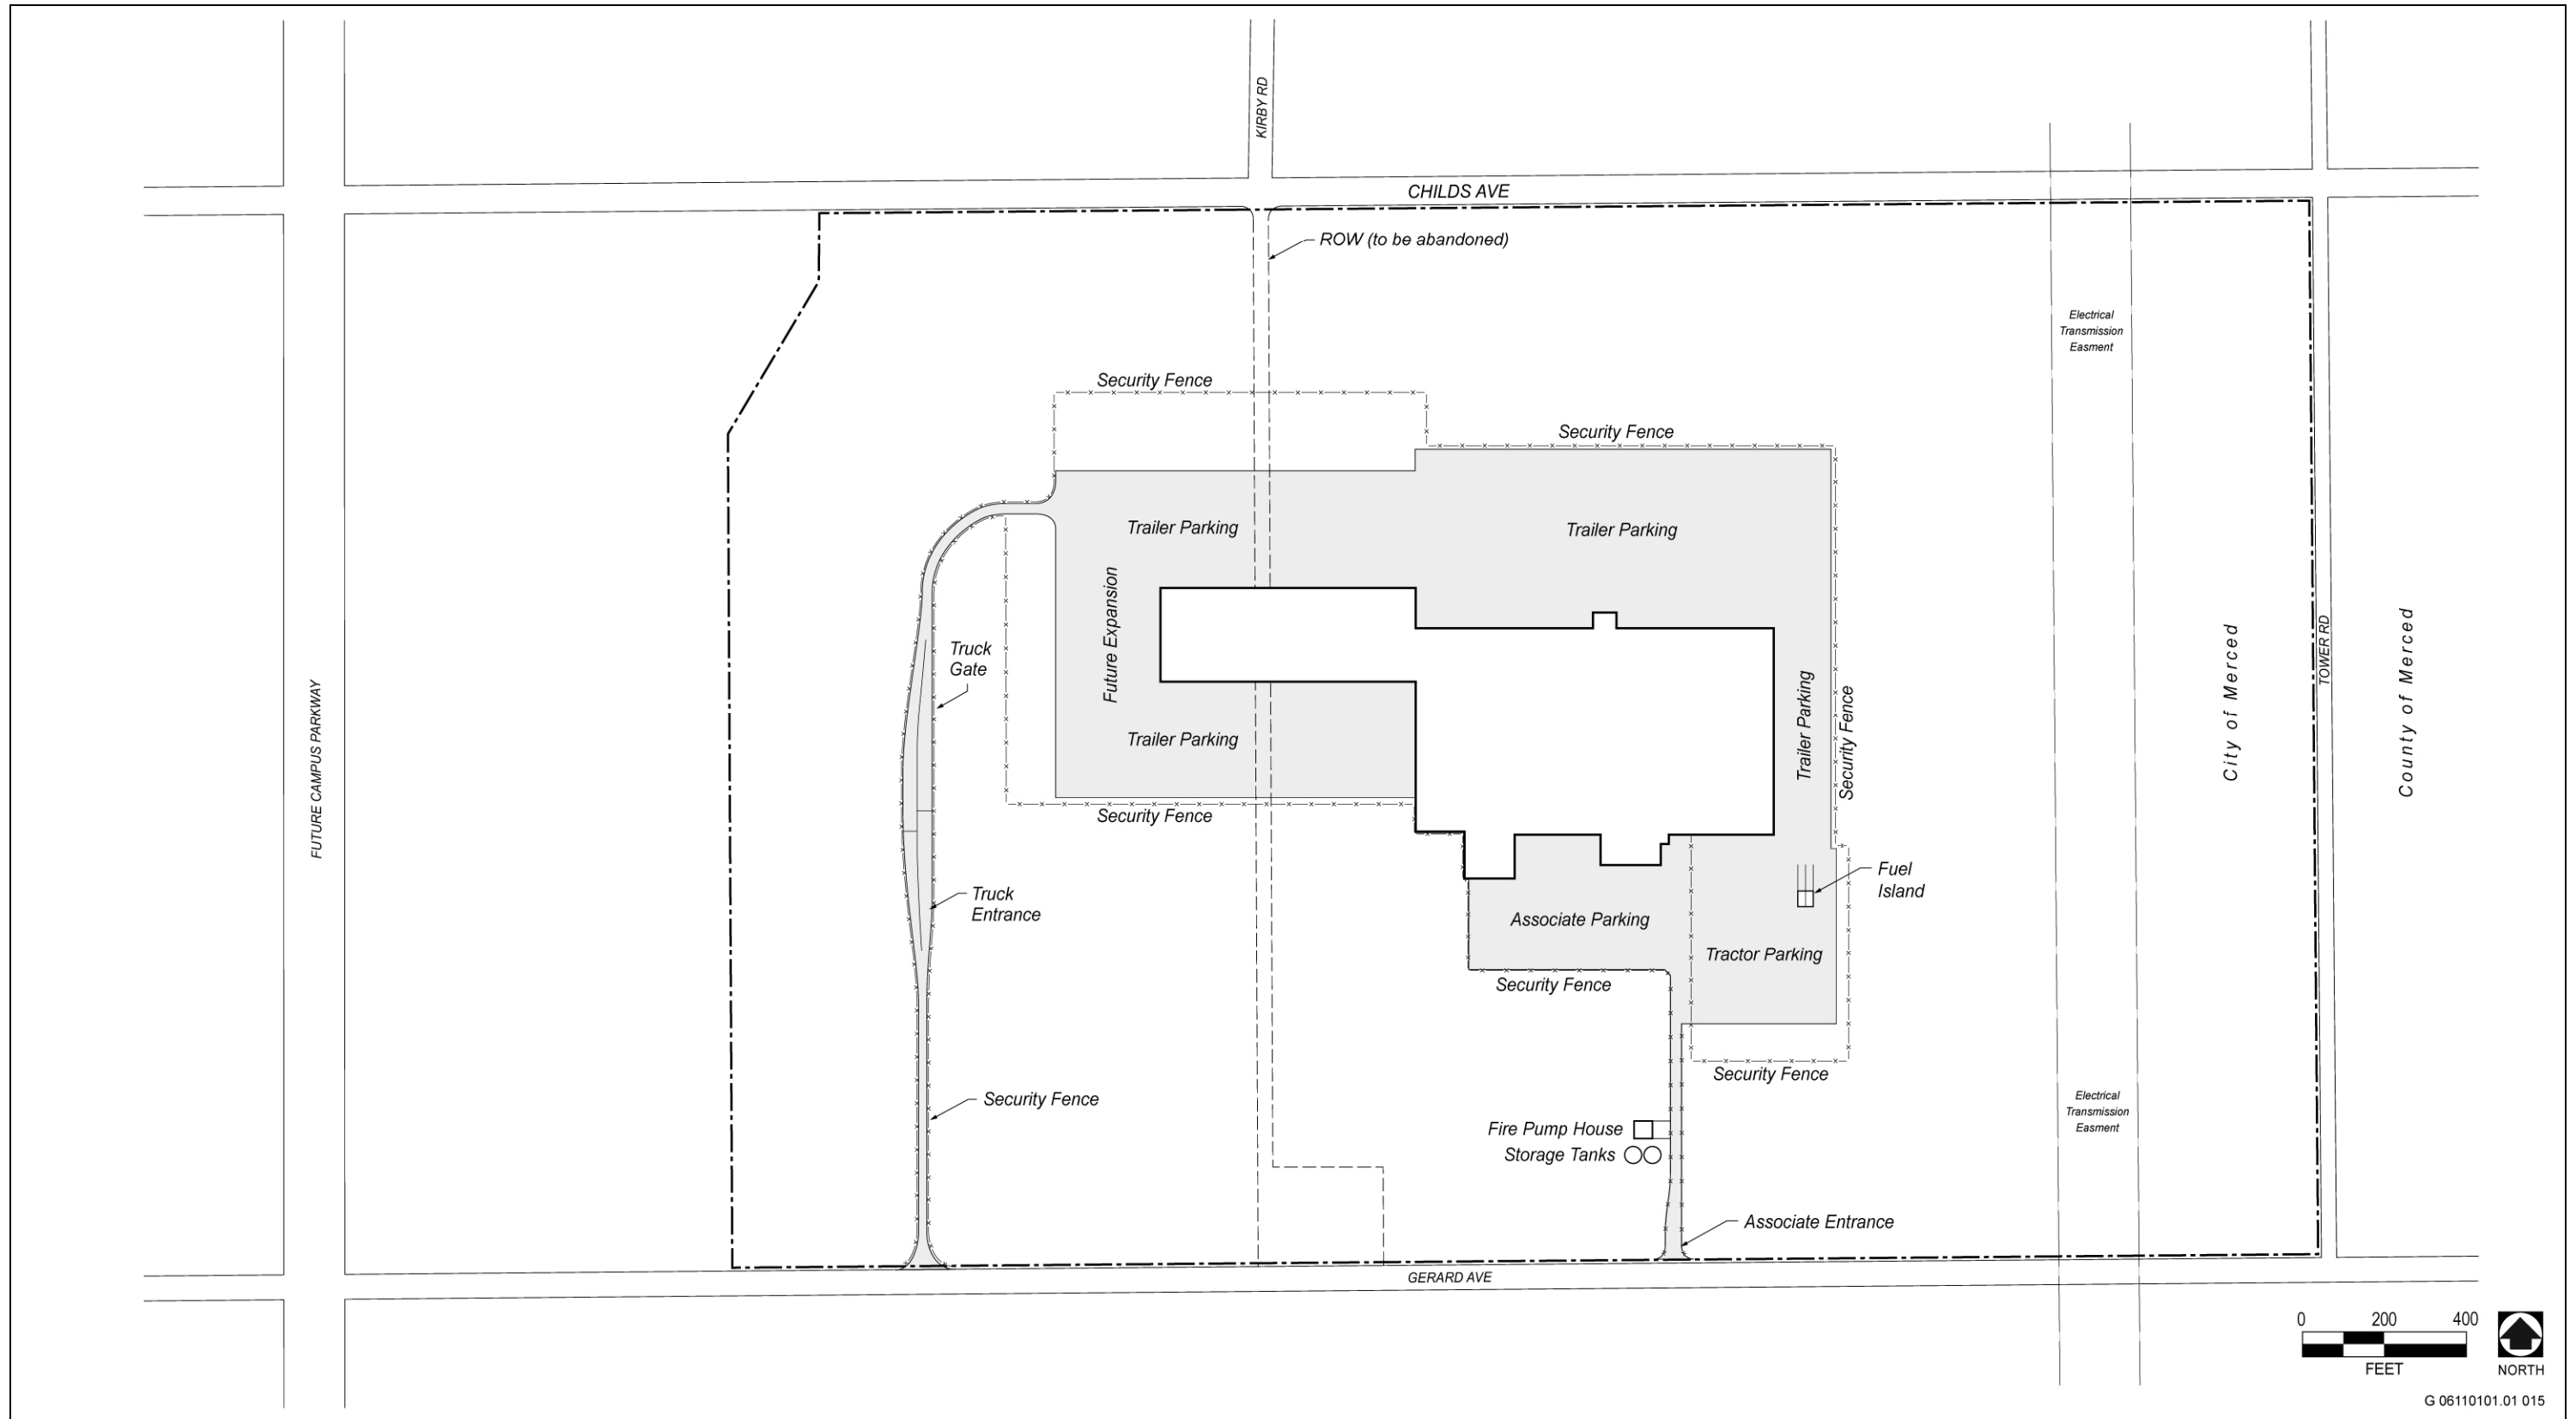 KIRBY RD
CHILDS AVE
ROW (to be abandoned)
Electrical
Transmission
Easment
Security Fence
Security Fence
Trailer Parking
Trailer Parking
Future Expansion
Truck
Gate
Trailer Parking
Trailer Parking
Security Fence
City of Merced
TOWER RD
County of Merced
FUTURE CAMPUS PARKWAY
Security Fence
Fuel
Island
Truck
Entrance
Associate Parking
Tractor Parking
Security Fence
Security Fence
Security Fence
Electrical
Transmission
Easment
Fire Pump House
Storage Tanks
Associate Entrance
GERARD AVE
0 200 400
FEET
NORTH
G 06110101.01 015